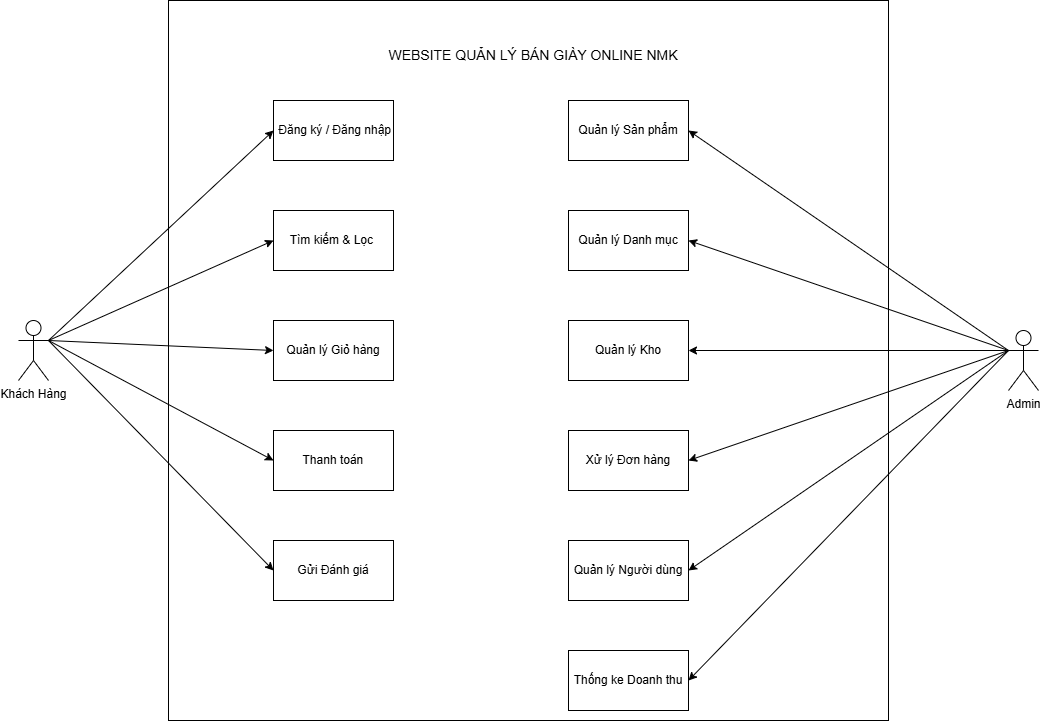 WEBSITE QUẢN LÝ BÁN GIÀY ONLINE NMK
Đăng ký / Đăng nhập
Quản lý Sản phẩm
Tìm kiếm & Lọc
Quản lý Danh mục
Quản lý Giỏ hàng
Quản lý Kho
Khách Hàng
Admin
Thanh toán
Xử lý Đơn hàng
Gửi Đánh giá
Quản lý Người dùng
Thống ke Doanh thu